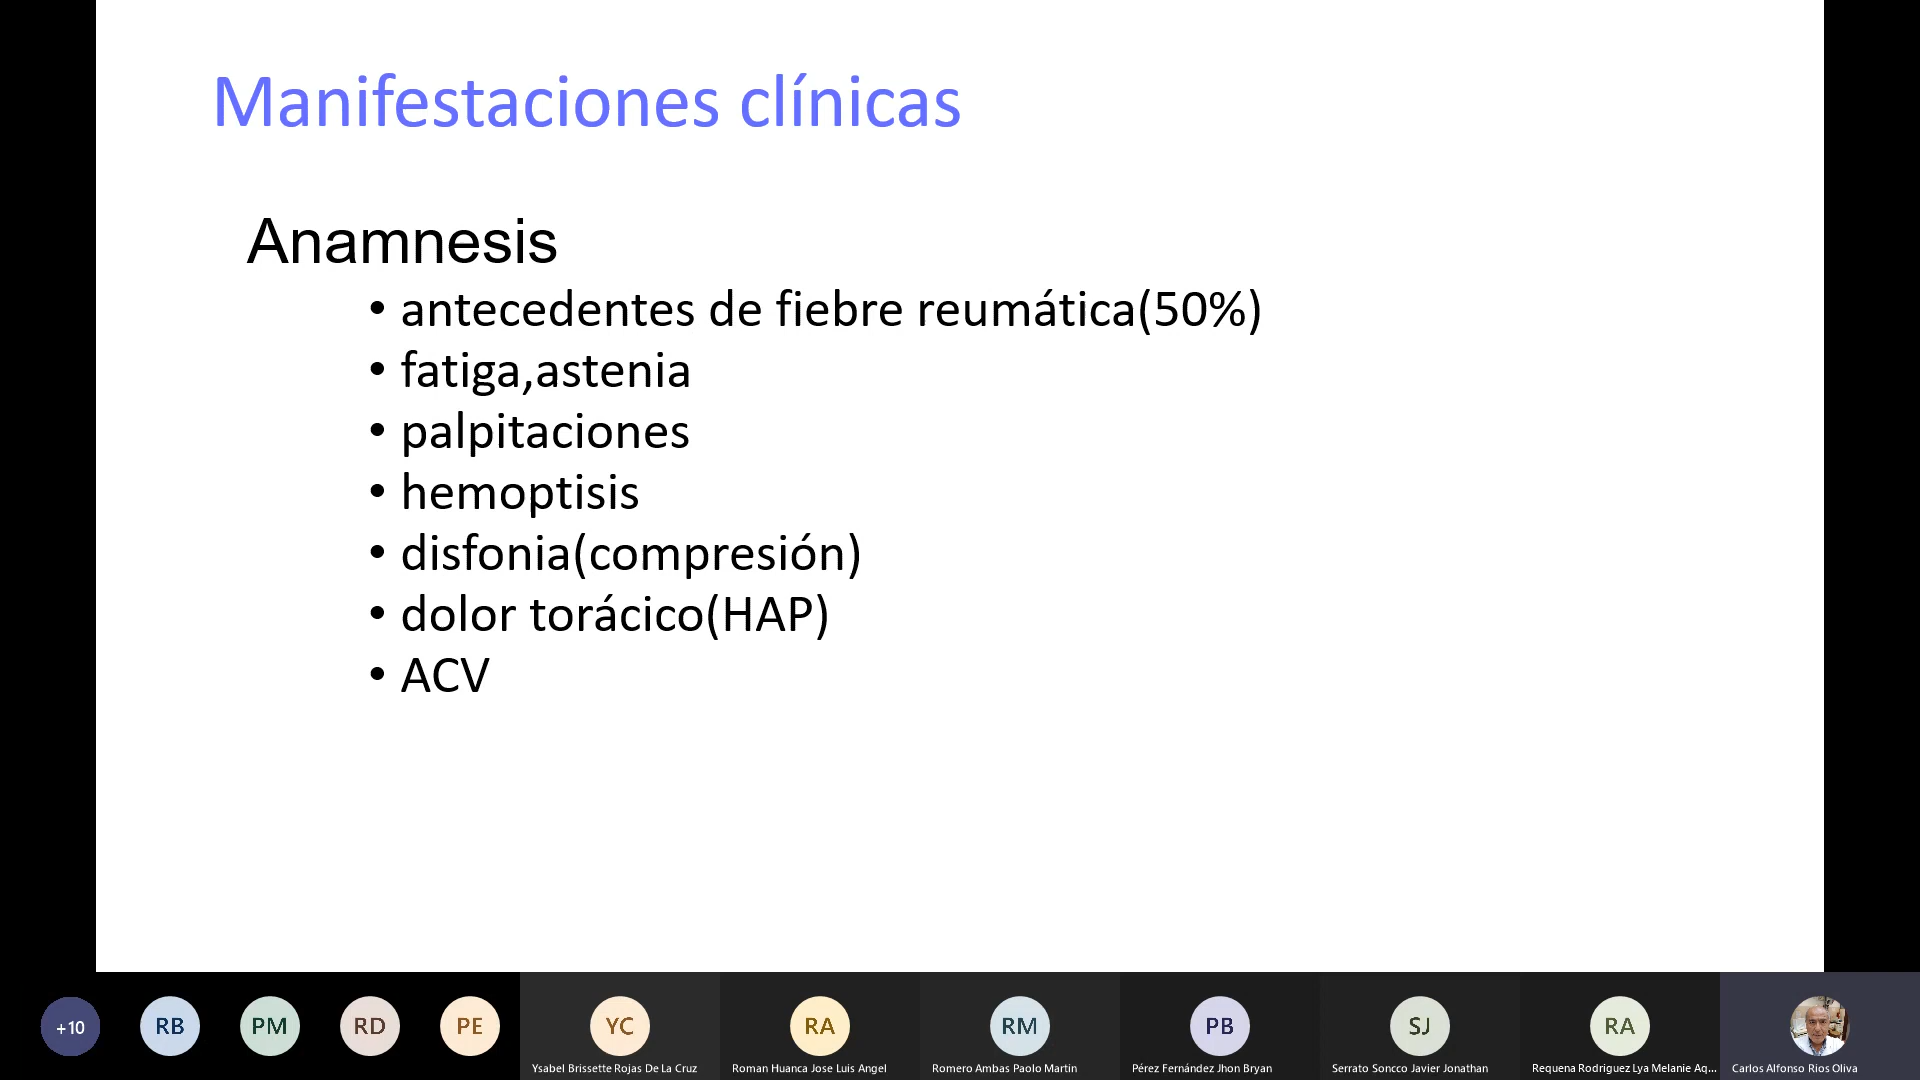 Manifestaciones clínicas
Anamnesis
• antecedentes de fiebre reumática(50%)
• fatiga,astenia
• palpitaciones
• hemoptisis
• disfonia(compresión)
• dolor torácico(HAP)
• ACV
+10
RB
PM
RD
PE
YC
RA
RM
PB
SJ
RA
Ysabel Brissette Rojas De La Cruz
Roman Huanca Jose Luis Angel
Romero Ambas Paolo Martin
Pérez Fernández Jhon Bryan
Serrato Soncco Javier Jonathan
Requena Rodriguez Lya Melanie Aq...
Carlos Alfonso Rios Oliva